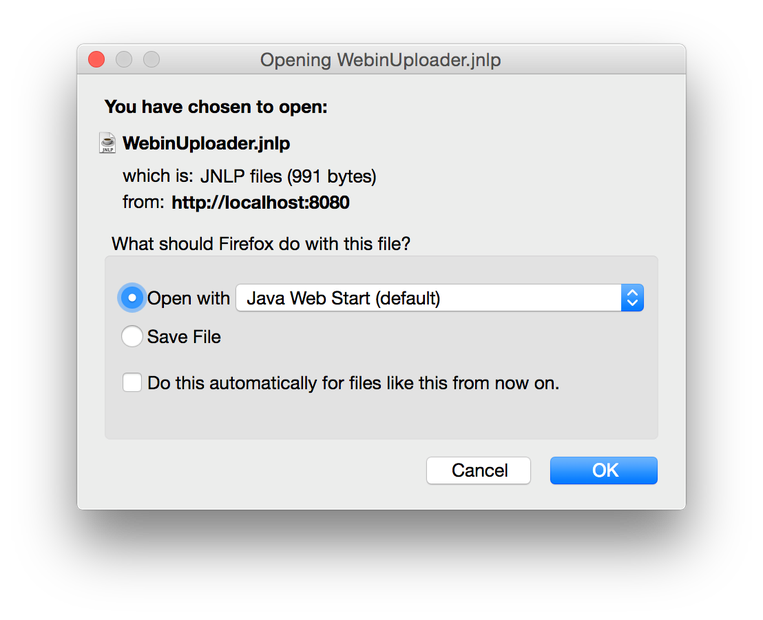 Opening WebinUploader.jnlp
You have chosen to open:
JNLP
WebinUploader.jnlp
which is: JNLP files (991 bytes)
from: http://localhost:8080
What should Firefox do with this file?
Open with Java Web Start (default)
Save File
Do this automatically for files like this from now on.
Cancel OK